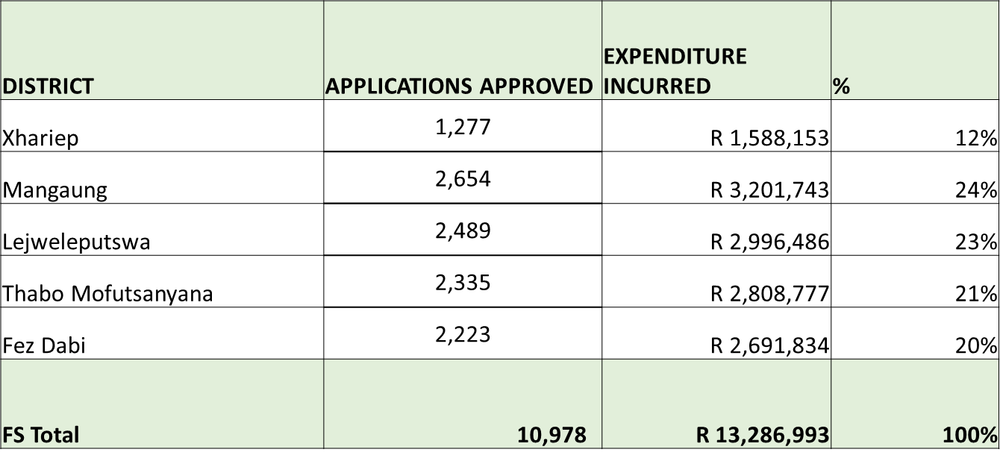 DISTRICT APPLICATIONS APPROVED EXPENDITURE INCURRED %
Xhariep 1,277 R 1,588,153 12%
Mangaung 2,654 R 3,201,743 24%
Lejweleputswa 2,489 R 2,996,486 23%
Thabo Mofutsanyana 2,335 R 2,808,777 21%
Fez Dabi 2,223 R 2,691,834 20%
FS Total 10,978 R 13,286,993 100%